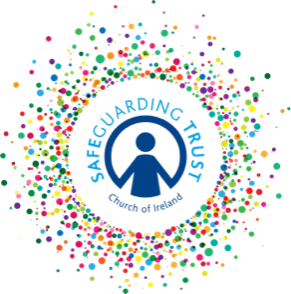 SAFEGUARDING TRUST
Church of Ireland